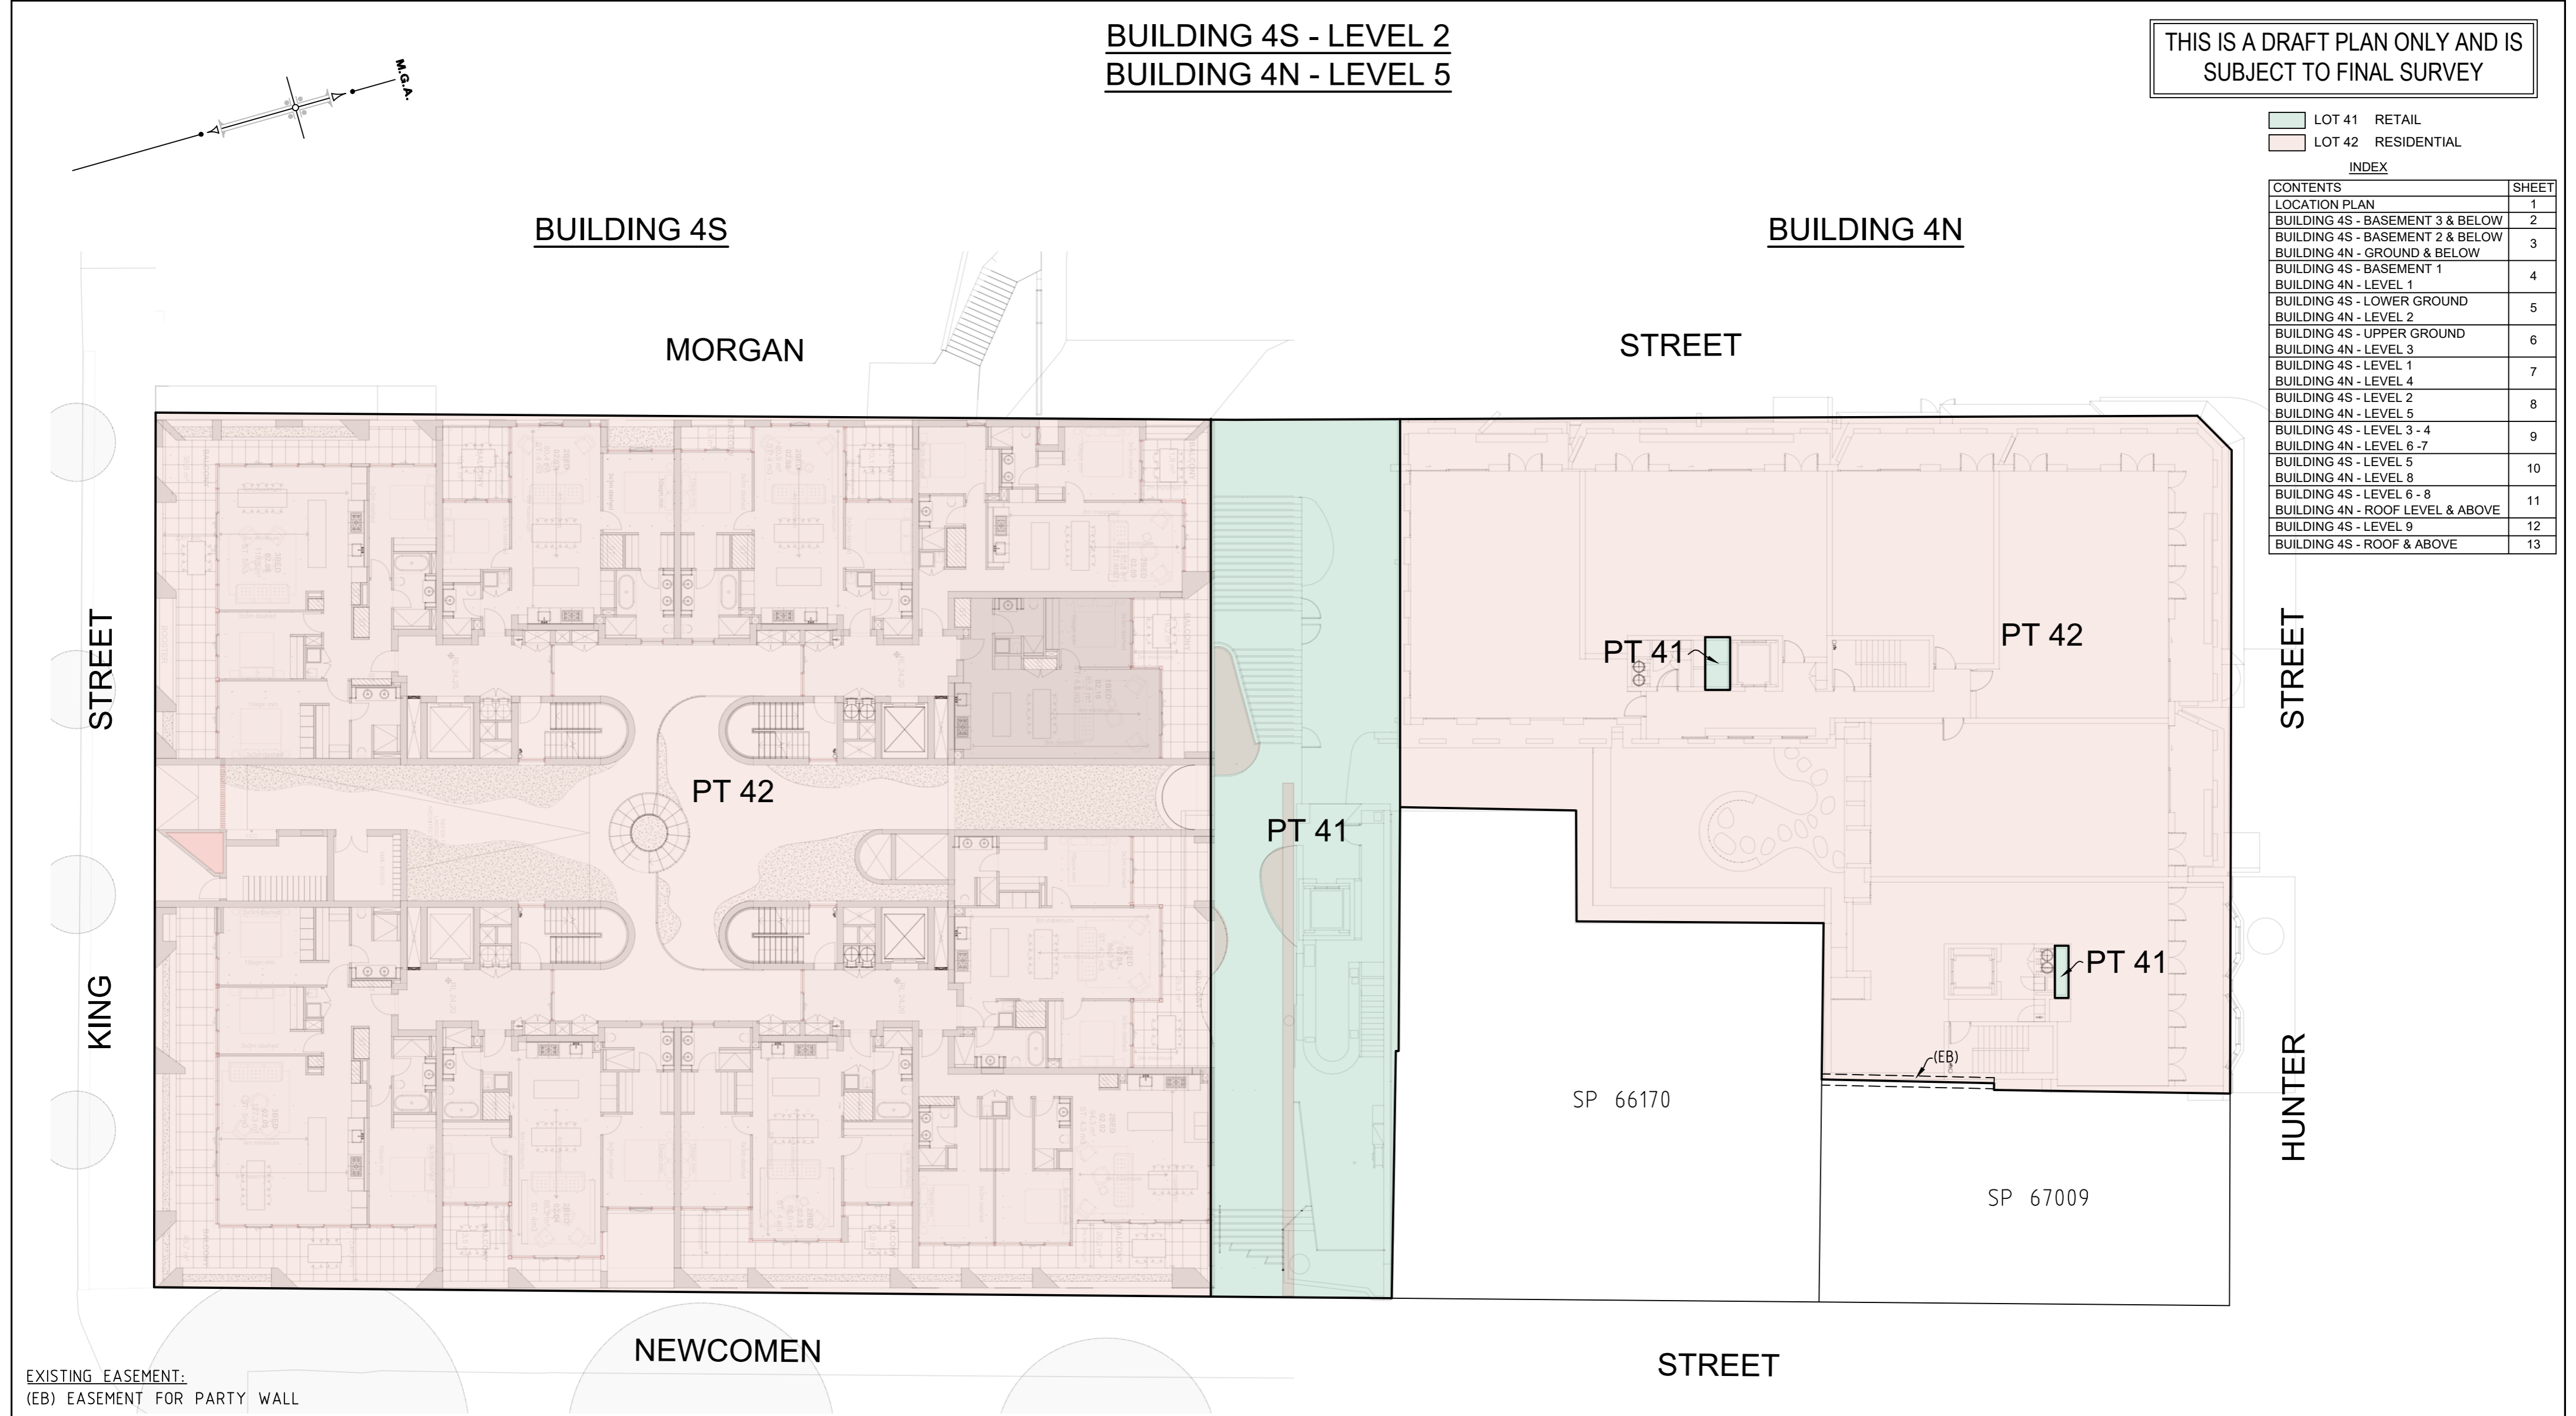 BUILDING 4S - LEVEL 2
BUILDING 4N - LEVEL 5
THIS IS A DRAFT PLAN ONLY AND IS
SUBJECT TO FINAL SURVEY
M.G.A.
LOT 41 RETAIL
LOT 42 RESIDENTIAL
INDEX
CONTENTS SHEET
LOCATION PLAN 1
BUILDING 4S - BASEMENT 3 & BELOW 2
BUILDING 4S - BASEMENT 2 & BELOW
BUILDING 4N - GROUND & BELOW 3
BUILDING 4S - BASEMENT 1
BUILDING 4N - LEVEL 1 4
BUILDING 4S - LOWER GROUND
BUILDING 4N - LEVEL 2 5
BUILDING 4S - UPPER GROUND
BUILDING 4N - LEVEL 3 6
BUILDING 4S - LEVEL 1
BUILDING 4N - LEVEL 4 7
BUILDING 4S - LEVEL 2
BUILDING 4N - LEVEL 5 8
BUILDING 4S - LEVEL 3 - 4
BUILDING 4N - LEVEL 6 -7 9
BUILDING 4S - LEVEL 5
BUILDING 4N - LEVEL 8 10
BUILDING 4S - LEVEL 6 - 8
BUILDING 4N - ROOF LEVEL & ABOVE 11
BUILDING 4S - LEVEL 9 12
BUILDING 4S - ROOF & ABOVE 13
BUILDING 4S
BUILDING 4N
MORGAN STREET
KING STREET
PT 42
PT 41
PT 41
PT 42
PT 41
(EB)
SP 66170
SP 67009
HUNTER STREET
NEWCOMEN STREET
EXISTING EASEMENT:
(EB) EASEMENT FOR PARTY WALL